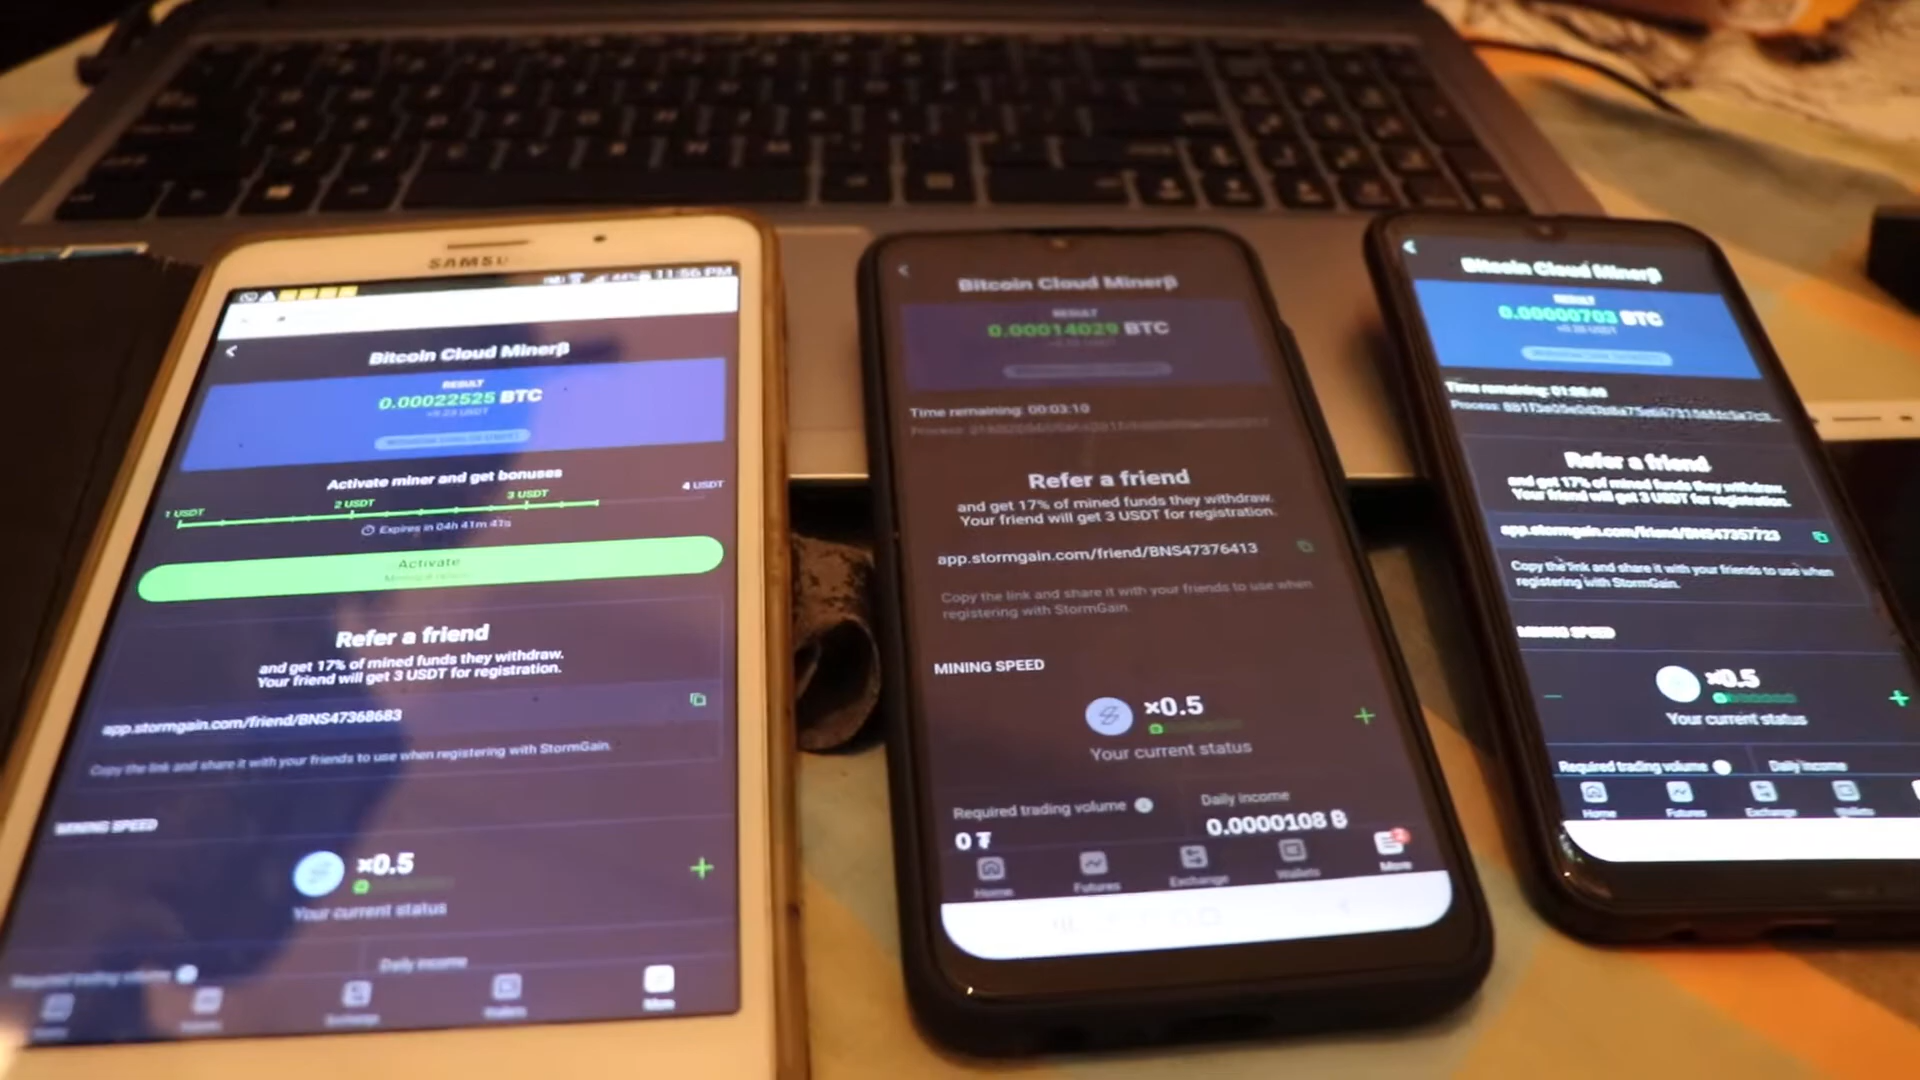 SAMSU
11:56 PM
Bitcoin Cloud Minerβ
RESULT
0.00022525 BTC
Activate miner and get bonuses
1 USDT
2 USDT
3 USDT
4 USDT
Expires in 04h 41m
Activate
Refer a friend
and get 17% of mined funds they withdraw.
Your friend will get 3 USDT for registration.
app.stormgain.com/friend/BNS47368683
Copy the link and share it with your friends to use when registering with StormGain.
MINING SPEED
×0.5
Your current status
Required trading volume
Daily income
Exchange
Wallets
More
Bitcoin Cloud Minerβ
RESULT
0.00014029 BTC
Time remaining: 00:03:10
Refer a friend
and get 17% of mined funds they withdraw.
Your friend will get 3 USDT for registration.
app.stormgain.com/friend/BNS47376413
Copy the link and share it with your friends to use when
registering with StormGain.
MINING SPEED
×0.5
Your current status
Required trading volume
Daily income
0 ₮
0.0000108 ₿
Home
Futures
Exchange
Wallets
More
Bitcoin Cloud Minerβ
RESULT
0.00000703 BTC
Time remaining:
Process:
Refer a friend
and get 17% of mined funds they withdraw.
Your friend will get 3 USDT for registration.
app.stormgain.com/friend/BNS47357723
Copy the link and share it with your friends to use when
registering with StormGain.
MINING SPEED
×0.5
Your current status
Required trading volume
Daily income
Home
Futures
Exchange
Wallets